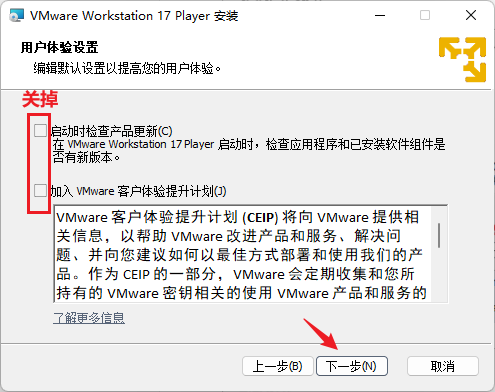 VMware Workstation 17 Player 安装
用户体验设置
编辑默认设置以提高您的用户体验。
关掉
启动时检查产品更新(C)
在 VMware Workstation 17 Player 启动时，检查应用程序和已安装软件组件是
否有新版本。
加入 VMware 客户体验提升计划(J)
VMware 客户体验提升计划 (CEIP) 将向 VMware 提供相
关信息，以帮助 VMware 改进产品和服务、解决问
题、并向您建议如何以最佳方式部署和使用我们的产
品。作为 CEIP 的一部分，VMware 会定期收集和您所
持有的 VMware 密钥相关的使用 VMware 产品和服务的
了解更多信息
上一步(B) 下一步(N) 取消